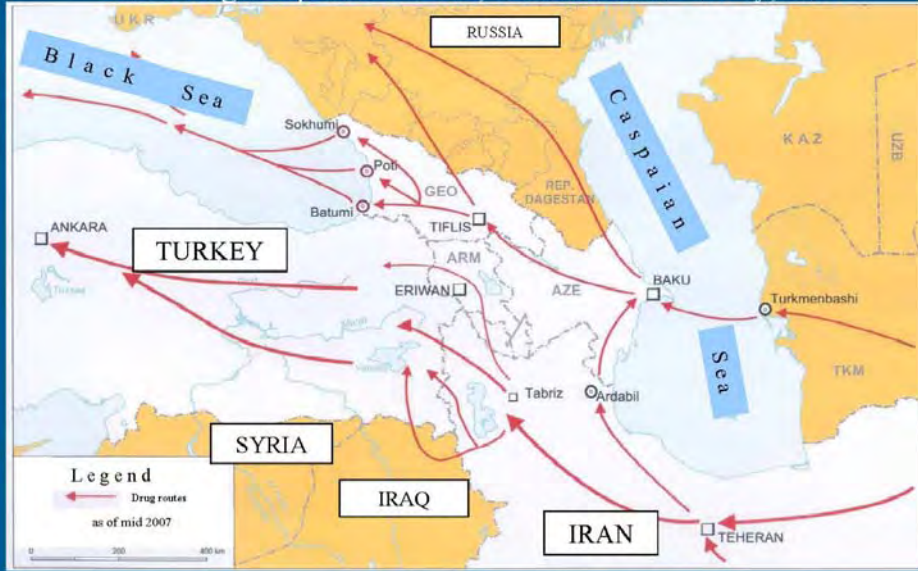 UKR
RUSSIA
Black Sea
Caspaian
Sea
KAZ
UZB
Sokhumi
Poti
GEO
REP.
DAGESTAN
Batumi
TIFLIS
ANKARA
TURKEY
ARM
ERIWAN
AZE
BAKU
Turkmenbashi
TKM
Tabriz
Ardabil
SYRIA
IRAQ
IRAN
TEHERAN
Legend
Drug routes
as of mid 2007
0 200 400 km